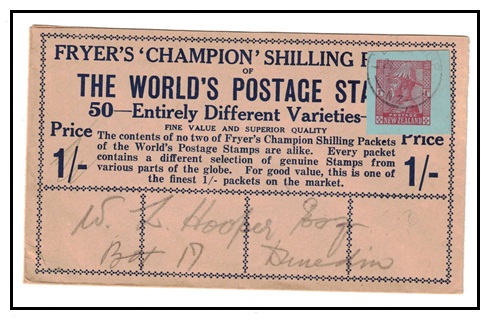 FRYER'S 'CHAMPION' SHILLING P
OF
THE WORLD'S POSTAGE STA
50—Entirely Different Varieties—
FINE VALUE AND SUPERIOR QUALITY
Price
1/-
The contents of no two of Fryer's Champion Shilling Packets
of the World's Postage Stamps are alike. Every packet
contains a different selection of genuine Stamps from
various parts of the globe. For good value, this is one of
the finest 1/- packets on the market.
Price
1/-
POSTAGE
NEW ZEALAND
W. L. Hooper Esq
Box 17 Dunedin